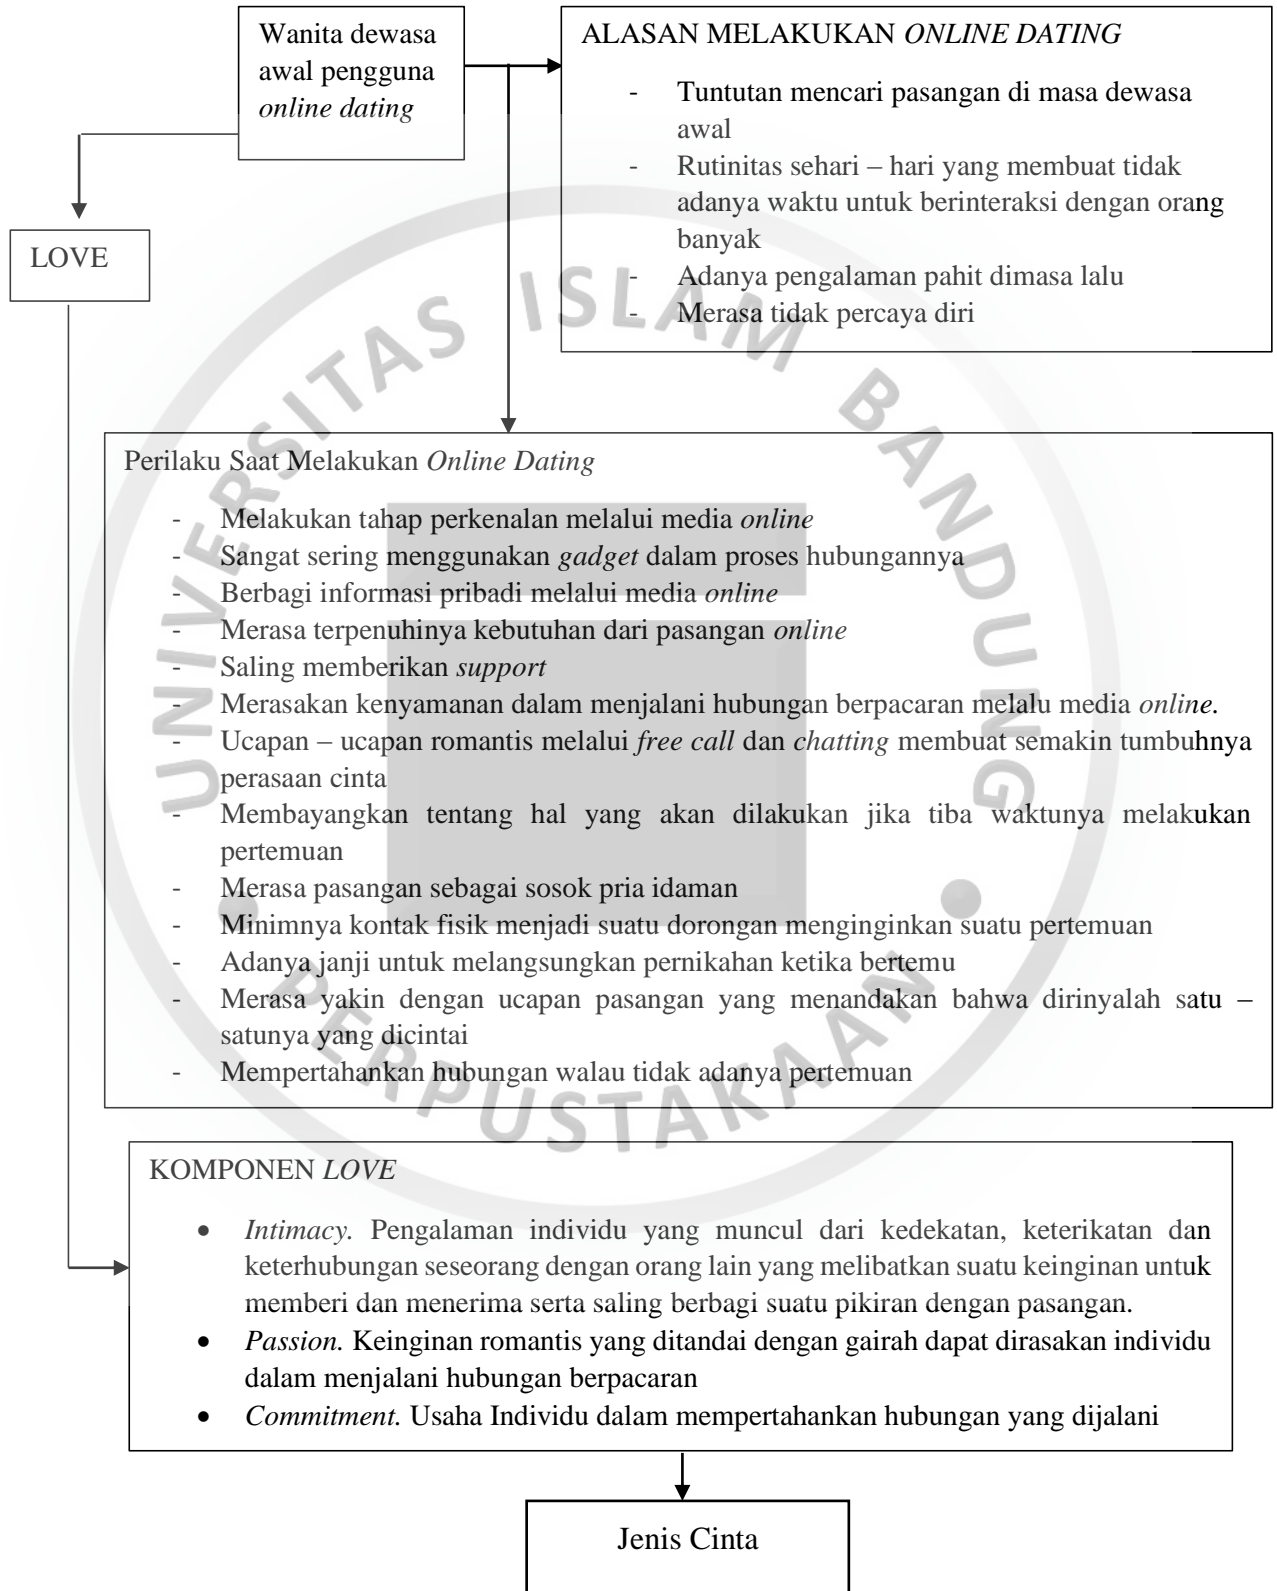 Wanita dewasa
awal pengguna
online dating
ALASAN MELAKUKAN ONLINE DATING
- Tuntutan mencari pasangan di masa dewasa
awal
- Rutinitas sehari – hari yang membuat tidak
adanya waktu untuk berinteraksi dengan orang
banyak
- Adanya pengalaman pahit dimasa lalu
- Merasa tidak percaya diri
LOVE
Perilaku Saat Melakukan Online Dating
- Melakukan tahap perkenalan melalui media online
- Sangat sering menggunakan gadget dalam proses hubungannya
- Berbagi informasi pribadi melalui media online
- Merasa terpenuhinya kebutuhan dari pasangan online
- Saling memberikan support
- Merasakan kenyamanan dalam menjalani hubungan berpacaran melalu media online.
- Ucapan – ucapan romantis melalui free call dan chatting membuat semakin tumbuhnya
perasaan cinta
- Membayangkan tentang hal yang akan dilakukan jika tiba waktunya melakukan
pertemuan
- Merasa pasangan sebagai sosok pria idaman
- Minimnya kontak fisik menjadi suatu dorongan menginginkan suatu pertemuan
- Adanya janji untuk melangsungkan pernikahan ketika bertemu
- Merasa yakin dengan ucapan pasangan yang menandakan bahwa dirinyalah satu –
satunya yang dicintai
- Mempertahankan hubungan walau tidak adanya pertemuan
KOMPONEN LOVE
• Intimacy. Pengalaman individu yang muncul dari kedekatan, keterikatan dan
keterhubungan seseorang dengan orang lain yang melibatkan suatu keinginan untuk
memberi dan menerima serta saling berbagi suatu pikiran dengan pasangan.
• Passion. Keinginan romantis yang ditandai dengan gairah dapat dirasakan individu
dalam menjalani hubungan berpacaran
• Commitment. Usaha Individu dalam mempertahankan hubungan yang dijalani
Jenis Cinta
UNIVERSITAS ISLAM BANDUNG
PERPUSTAKAAN